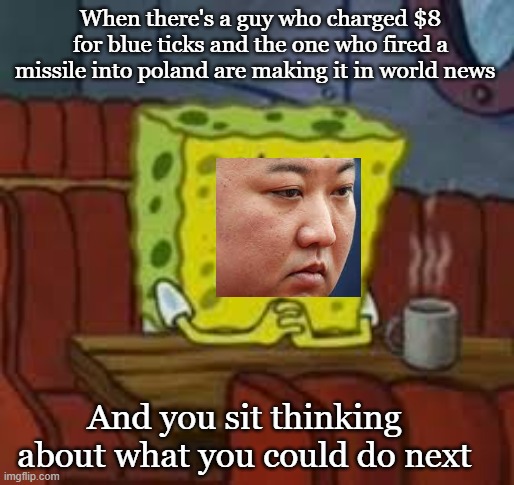 When there's a guy who charged $8
for blue ticks and the one who fired a
missile into poland are making it in world news
And you sit thinking
about what you could do next
imgflip.com